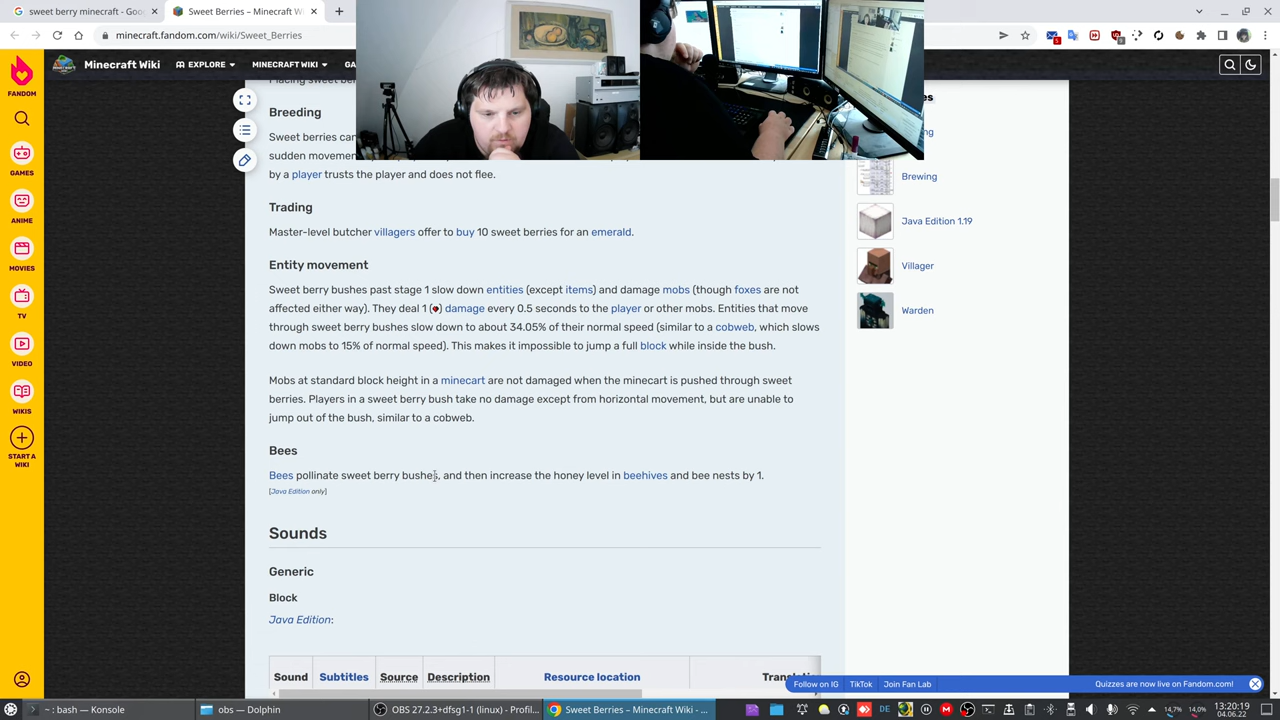 sweet berry minecraft - Goo
Sweet Berries – Minecraft W
minecraft.fandom.com/wiki/Sweet_Berries
FANDOM
Minecraft Wiki
EXPLORE
MINECRAFT WIKI
GA
GAMES
ANIME
MOVIES
TV
VIDEO
WIKIS
START A
WIKI
Breeding
Sweet berries can
sudden movemen
by a player trusts the player and does not flee.
Trading
Master-level butcher villagers offer to buy 10 sweet berries for an emerald.
Entity movement
Sweet berry bushes past stage 1 slow down entities (except items) and damage mobs (though foxes are not
affected either way). They deal 1 ( ) damage every 0.5 seconds to the player or other mobs. Entities that move
through sweet berry bushes slow down to about 34.05% of their normal speed (similar to a cobweb, which slows
down mobs to 15% of normal speed). This makes it impossible to jump a full block while inside the bush.
Mobs at standard block height in a minecart are not damaged when the minecart is pushed through sweet
berries. Players in a sweet berry bush take no damage except from horizontal movement, but are unable to
jump out of the bush, similar to a cobweb.
Bees
Bees pollinate sweet berry bushes, and then increase the honey level in beehives and bee nests by 1.
[Java Edition only]
Sounds
Generic
Block
Java Edition:
Sound Subtitles Source Description Resource location
es
ng
Brewing
Java Edition 1.19
Villager
Warden
Follow on IG TikTok Join Fan Lab Quizzes are now live on Fandom.com!
~ : bash — Konsole
obs — Dolphin
OBS 27.2.3+dfsg1-1 (linux) - Profil...
Sweet Berries – Minecraft Wiki - ...
DE
14,7% 14,0%
13:20:19
04.06.22